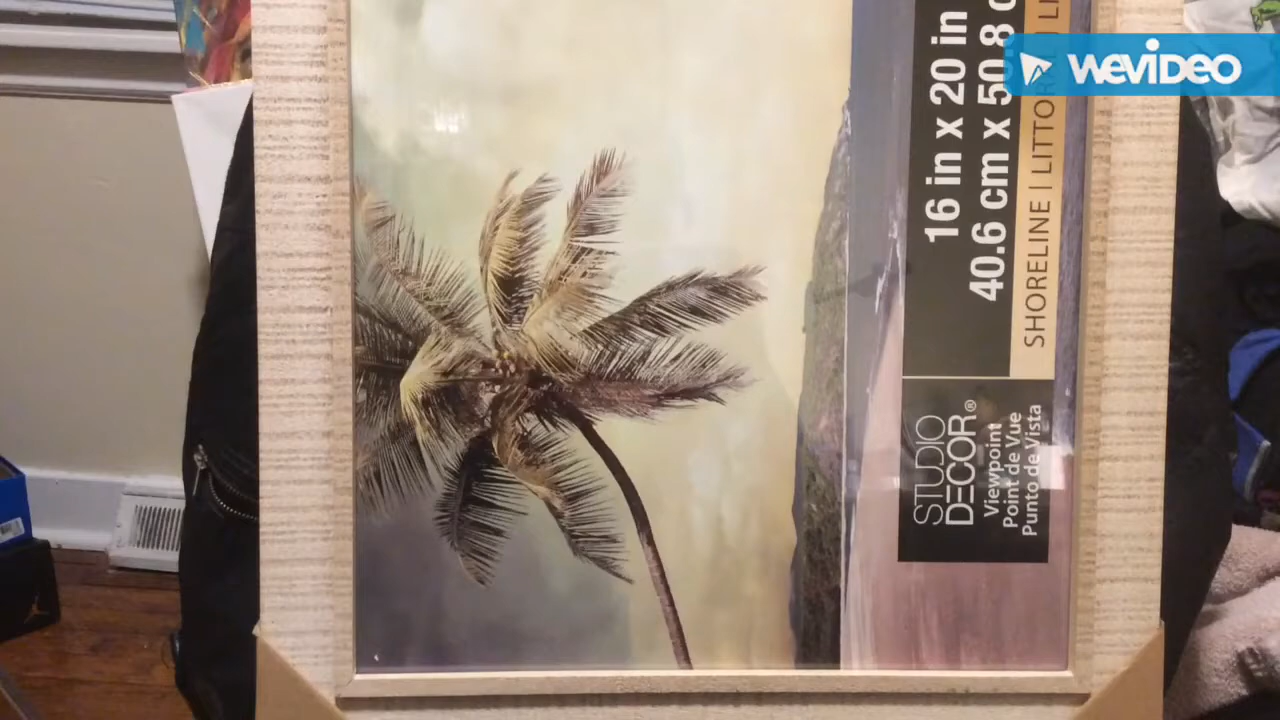 WEVIDEO
16 in x 20 in
40.6 cm x 50.8 c
SHORELINE | LITTO
STUDIO
DECOR®
Viewpoint
Point de Vue
Punto de Vista